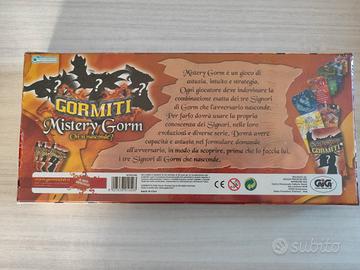 GORMITI
Mistery Gorm
Chi si nasconde?
Mistery Gorm è un gioco di
astuzia, intuito e strategia.
Ogni giocatore deve indovinare la
combinazione esatta dei tre Signori
di Gorm che l'avversario nasconde.
Per farlo dovrà usare la propria
conoscenza dei Signori, nelle loro
evoluzioni e diverse serie. Dovrà avere
capacità e astuzia nel formulare domande
all'avversario, in modo da scoprire, prima che lo faccia lui,
i tre Signori di Gorm che nasconde.
CE
GIG
subito